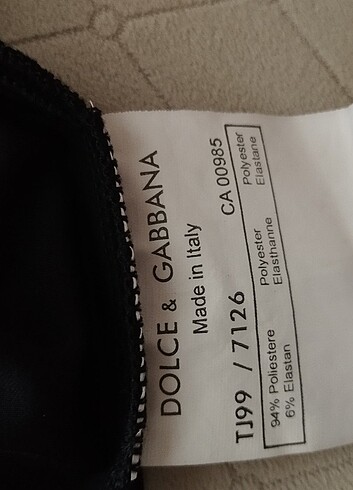 DOLCE & GABBANA
Made in Italy
TJ99 / 7126 CA 00985
94% Poliestere Polyester Polyester
6% Elastan Elasthanne Elastane